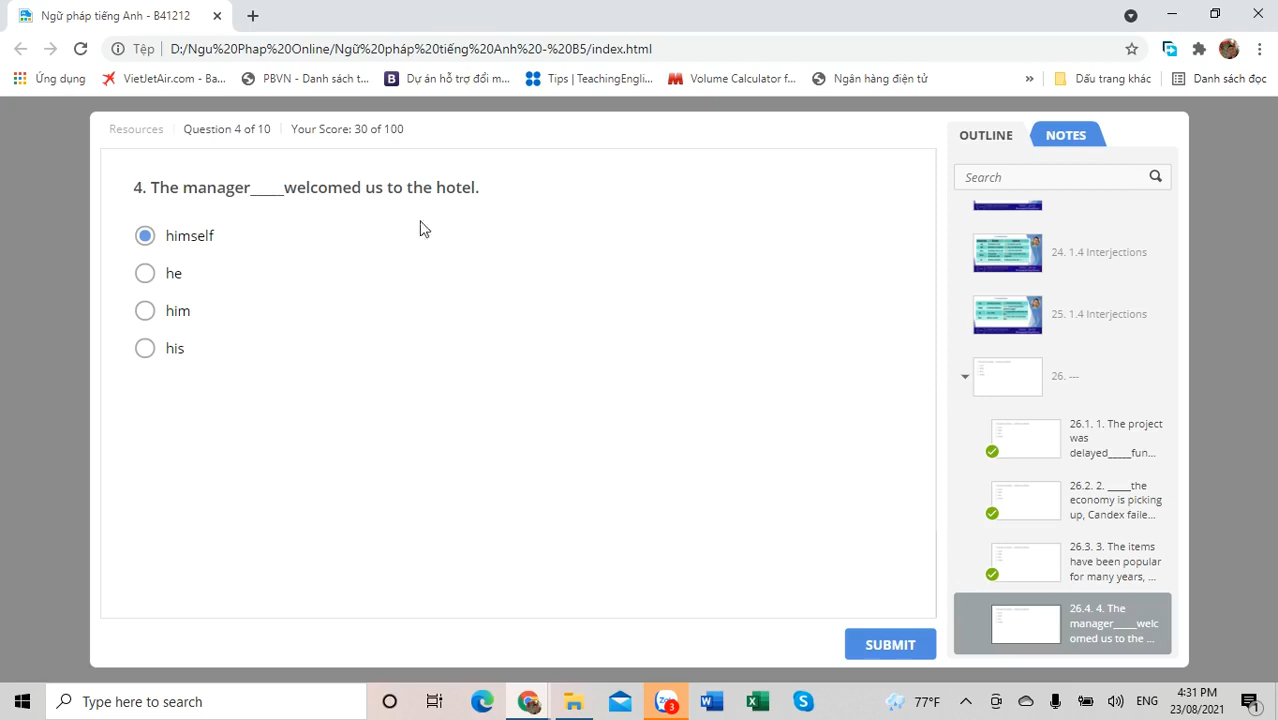 Ngữ pháp tiếng Anh - B41212
Tệp
D:/Ngu%20Phap%20Online/Ngữ%20pháp%20tiếng%20Anh%20-%20B5/index.html
Ứng dụng
VietJetAir.com - Ba...
PBVN - Danh sách t...
B
Dự án hỗ trợ đổi m...
Tips | TeachingEngli...
Volume Calculator f...
Ngân hàng điện tử
»
Dấu trang khác
Danh sách đọc
Resources
Question 4 of 10
Your Score: 30 of 100
4. The manager_____welcomed us to the hotel.
himself
he
him
his
SUBMIT
OUTLINE
NOTES
Search
24. 1.4 Interjections
25. 1.4 Interjections
26. ---
26.1. 1. The project
was
delayed_____fun...
26.2. 2. _____the
economy is picking
up, Candex faile...
26.3. 3. The items
have been popular
for many years, ...
26.4. 4. The
manager_____welc
omed us to the ...
Type here to search
3
77°F
ENG
4:31 PM
23/08/2021
1